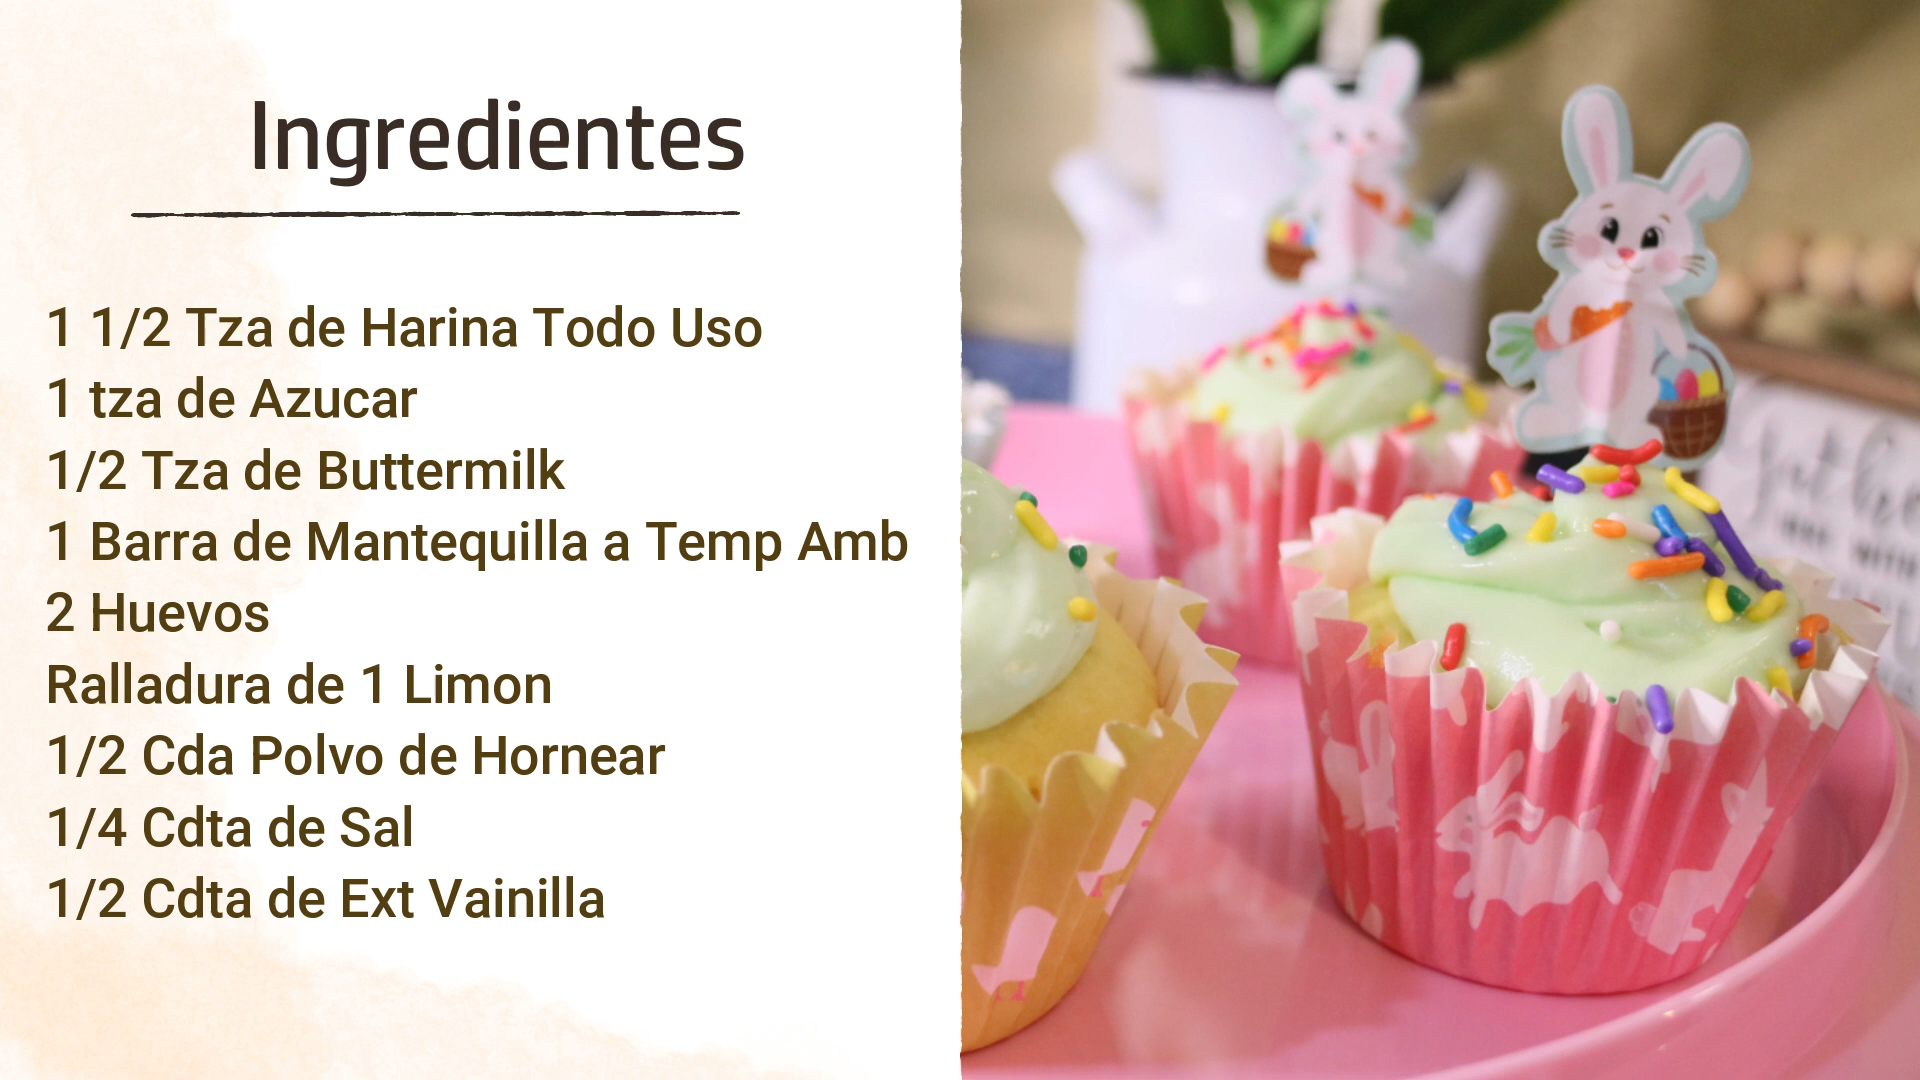 Ingredientes
1 1/2 Tza de Harina Todo Uso
1 tza de Azucar
1/2 Tza de Buttermilk
1 Barra de Mantequilla a Temp Amb
2 Huevos
Ralladura de 1 Limon
1/2 Cda Polvo de Hornear
1/4 Cdta de Sal
1/2 Cdta de Ext Vainilla